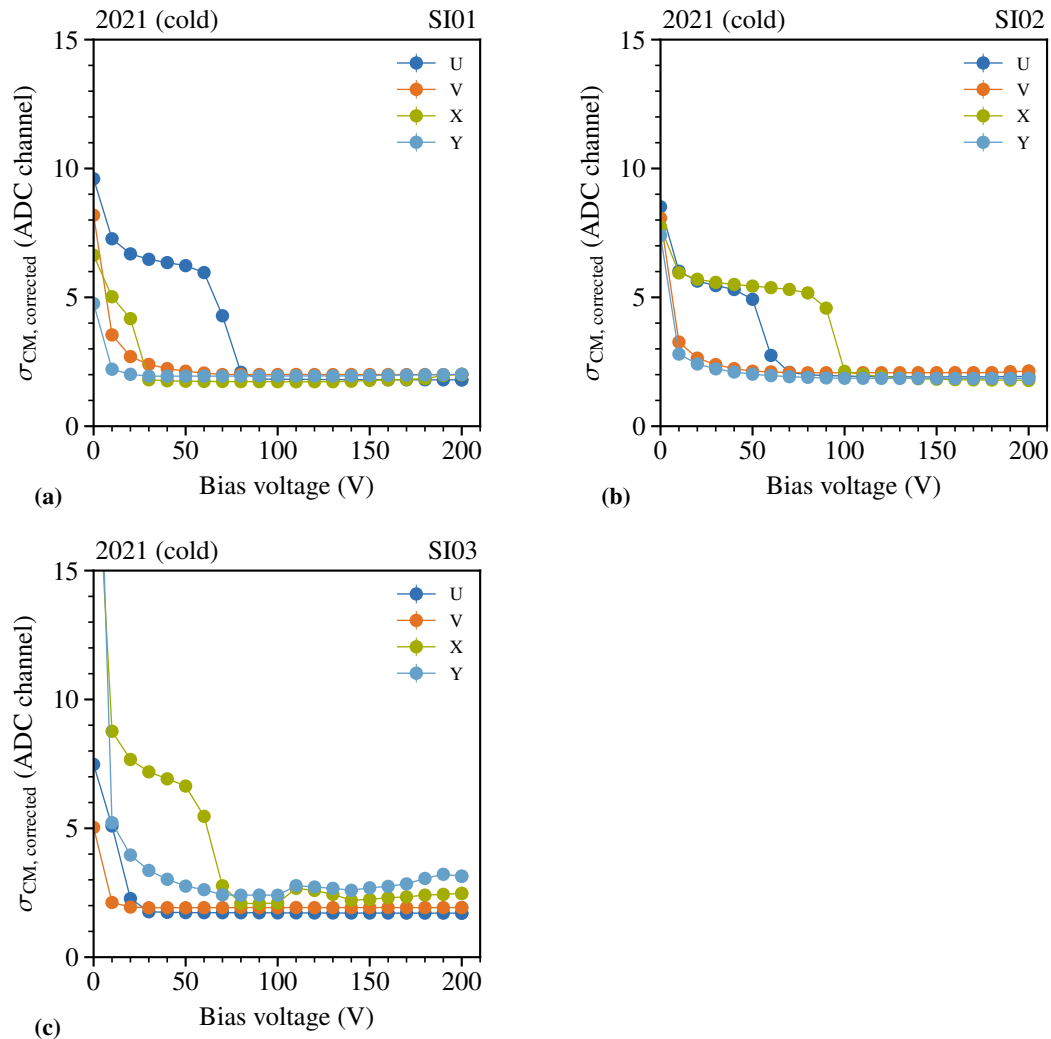 2021 (cold) SI01
15
10
5
0
σCM, corrected (ADC channel)
U
V
X
Y
0 50 100 150 200
Bias voltage (V)
(a)
2021 (cold) SI02
15
10
5
0
σCM, corrected (ADC channel)
U
V
X
Y
0 50 100 150 200
Bias voltage (V)
(b)
2021 (cold) SI03
15
10
5
0
σCM, corrected (ADC channel)
U
V
X
Y
0 50 100 150 200
Bias voltage (V)
(c)